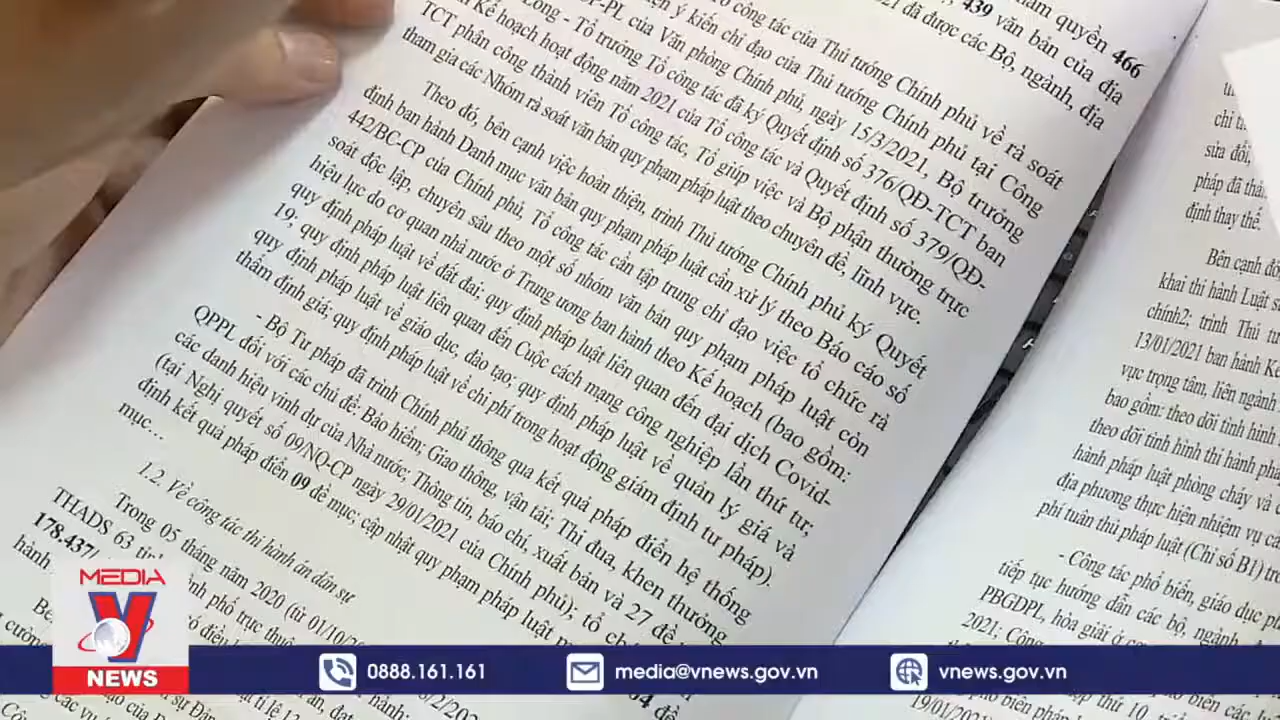 thẩm quyền 466
439 văn bản của địa
21 đã được các Bộ, ngành, địa
Tổ công tác của Thủ tướng Chính phủ về rà soát
ý kiến chỉ đạo của Thủ tướng Chính phủ tại Công
P-PL của Văn phòng Chính phủ, ngày 15/3/2021, Bộ trưởng
Long - Tổ trưởng Tổ công tác đã ký Quyết định số 376/QĐ-TCT ban
Kế hoạch hoạt động năm 2021 của Tổ công tác và Quyết định số 379/QĐ-
TCT phân công thành viên Tổ công tác, Tổ giúp việc và Bộ phận thường trực
tham gia các Nhóm rà soát văn bản quy phạm pháp luật theo chuyên đề, lĩnh vực.
Theo đó, bên cạnh việc hoàn thiện, trình Thủ tướng Chính phủ ký Quyết
định ban hành Danh mục văn bản quy phạm pháp luật cần xử lý theo Báo cáo số
442/BC-CP của Chính phủ, Tổ công tác cần tập trung chỉ đạo việc tổ chức rà
soát độc lập, chuyên sâu theo một số nhóm văn bản quy phạm pháp luật còn
hiệu lực do cơ quan nhà nước ở Trung ương ban hành theo Kế hoạch (bao gồm:
quy định pháp luật về đất đai; quy định pháp luật liên quan đến đại dịch Covid-
19; quy định pháp luật liên quan đến Cuộc cách mạng công nghiệp lần thứ tư;
quy định pháp luật về giáo dục, đào tạo; quy định pháp luật về quản lý giá và
thẩm định giá; quy định pháp luật về chi phí trong hoạt động giám định tư pháp).
- Bộ Tư pháp đã trình Chính phủ thông qua kết quả pháp điển hệ thống
QPPL đối với các chủ đề: Bảo hiểm; Giao thông, vận tải; Thi đua, khen thưởng
các danh hiệu vinh dự của Nhà nước; Thông tin, báo chí, xuất bản và 27 đề
(tại Nghị quyết số 09/NQ-CP ngày 29/01/2021 của Chính phủ); tổ
định kết quả pháp điển 09 đề mục; cập nhật quy phạm pháp luật
mục…
1.2. Về công tác thi hành án dân sự
Trong 05 tháng năm 2020 (từ 01/10/
THADS 63 phố trực
178.437/
hành
sửa đổi,
định thay thế.
Bên cạnh
khai thi hành Luật
chính2; trình Thủ
13/01/2021 ban hành
vực trọng tâm, liên ngành
bao gồm: theo dõi tình hình
theo dõi tình hình thi hành
hành pháp luật phòng cháy và
địa phương thực hiện nhiệm vụ
phí tuân thủ pháp luật (Chỉ số B1)
- Công tác phổ biến, giáo dục
tiếp tục hướng dẫn các bộ, ngành
PBGDPL, hòa giải ở
2021;
19/01/2021
MEDIA
V
NEWS
0888.161.161
media@vnews.gov.vn
vnews.gov.vn